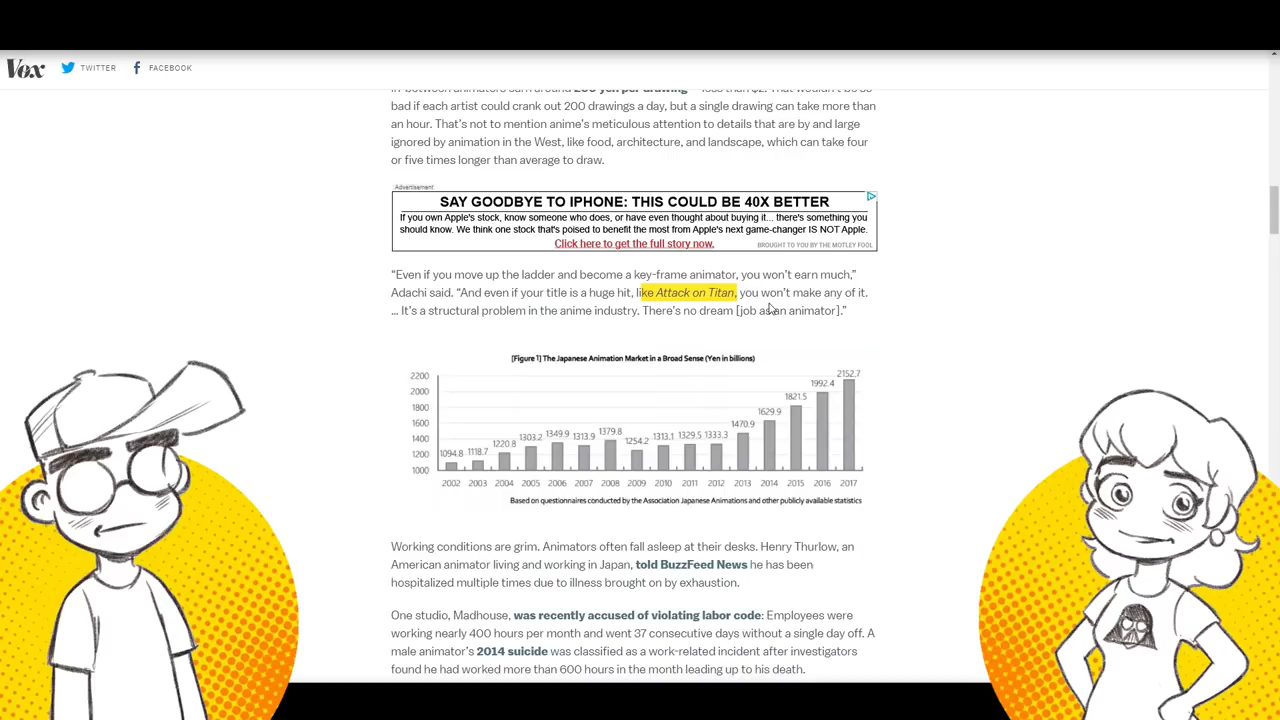 Vox TWITTER FACEBOOK
200 yen per drawing
bad if each artist could crank out 200 drawings a day, but a single drawing can take more than
an hour. That's not to mention anime's meticulous attention to details that are by and large
ignored by animation in the West, like food, architecture, and landscape, which can take four
or five times longer than average to draw.
Advertisement
SAY GOODBYE TO IPHONE: THIS COULD BE 40X BETTER
If you own Apple's stock, know someone who does, or have even thought about buying it... there's something you
should know. We think one stock that's poised to benefit the most from Apple's next game-changer IS NOT Apple.
Click here to get the full story now.
BROUGHT TO YOU BY THE MOTLEY FOOL
“Even if you move up the ladder and become a key-frame animator, you won't earn much,”
Adachi said. “And even if your title is a huge hit, like Attack on Titan, you won't make any of it.
... It's a structural problem in the anime industry. There's no dream [job as an animator].”
[Figure 1] The Japanese Animation Market in a Broad Sense (Yen in billions)
2200
2000
1800
1600
1400
1200
1000
1094.8 1118.7 1220.8 1303.2 1349.9 1313.9 1379.8 1254.2 1313.1 1329.5 1333.3 1470.9 1629.9 1821.5 1992.4 2152.7
2002 2003 2004 2005 2006 2007 2008 2009 2010 2011 2012 2013 2014 2015 2016 2017
Based on questionnaires conducted by the Association Japanese Animations and other publicly available statistics
Working conditions are grim. Animators often fall asleep at their desks. Henry Thurlow, an
American animator living and working in Japan, told BuzzFeed News he has been
hospitalized multiple times due to illness brought on by exhaustion.
One studio, Madhouse, was recently accused of violating labor code: Employees were
working nearly 400 hours per month and went 37 consecutive days without a single day off. A
male animator's 2014 suicide was classified as a work-related incident after investigators
found he had worked more than 600 hours in the month leading up to his death.